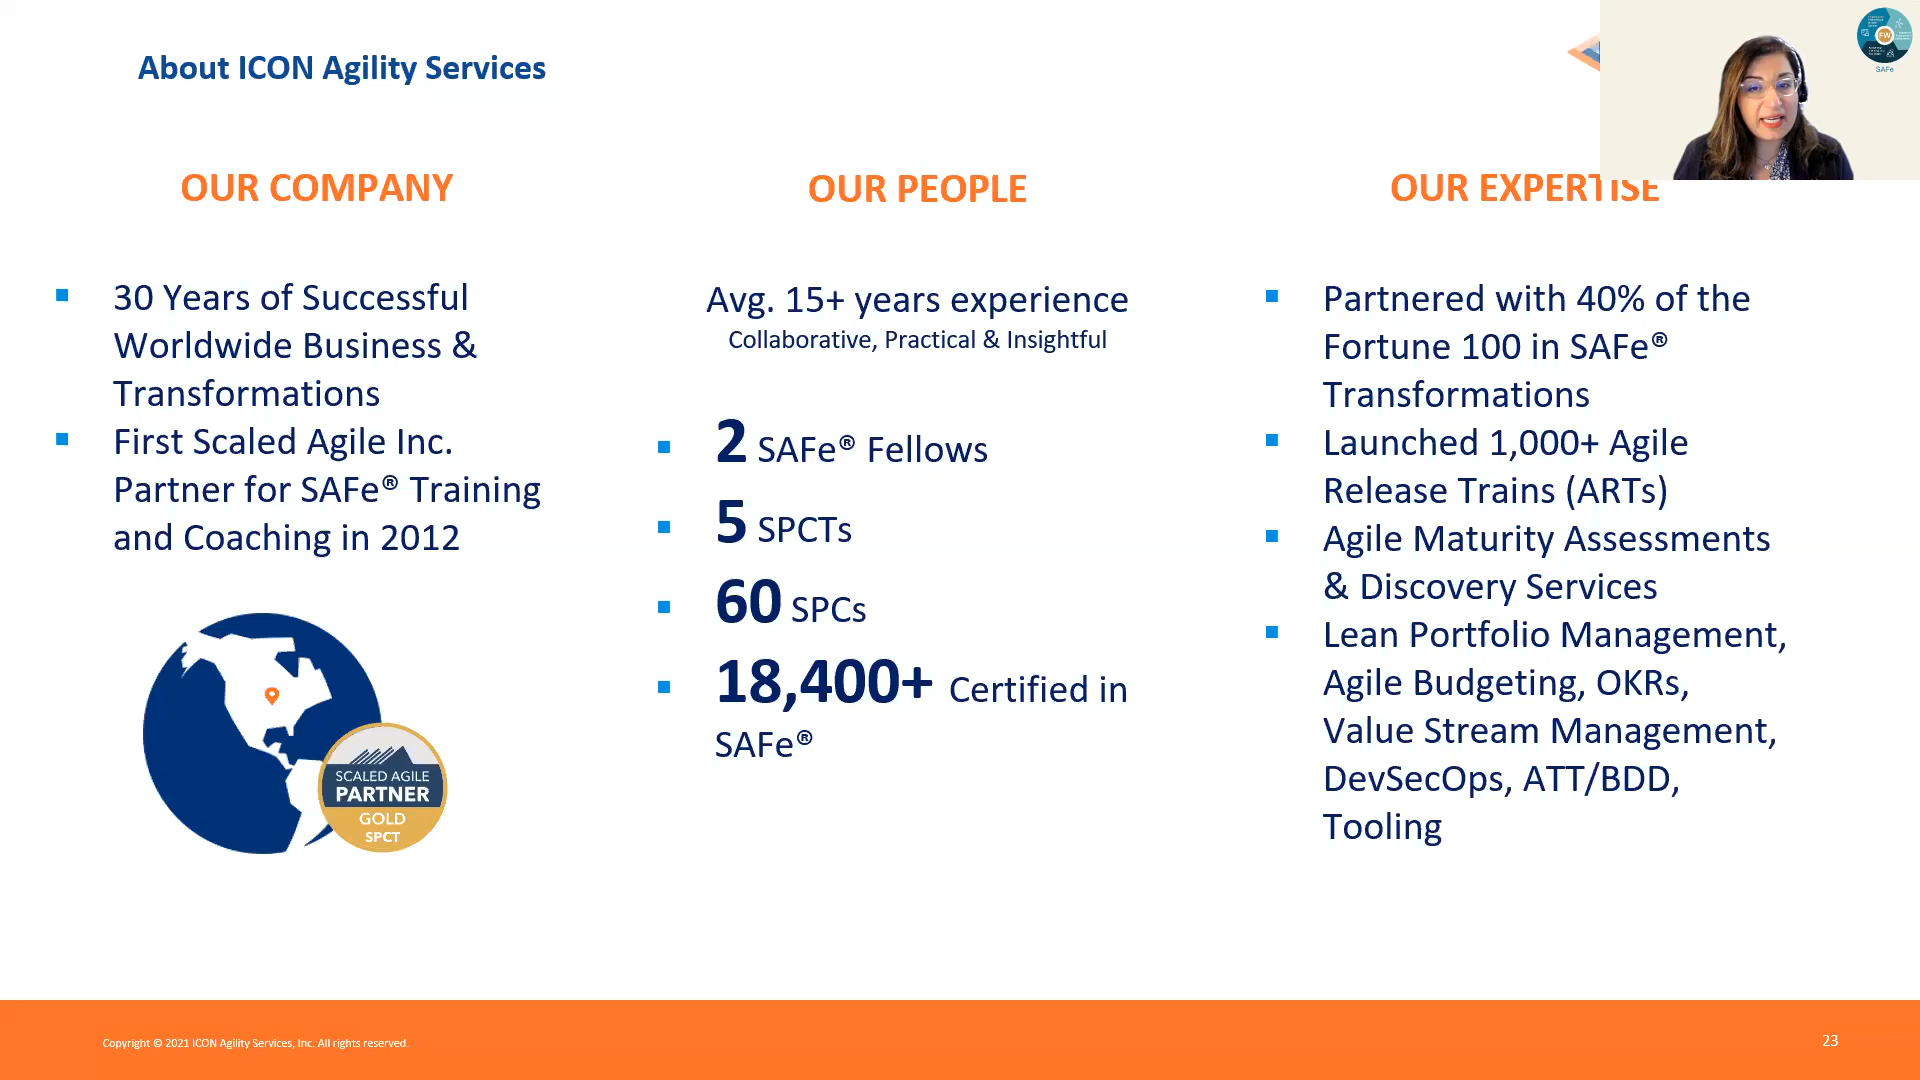 About ICON Agility Services
OUR COMPANY
30 Years of Successful
Worldwide Business &
Transformations
First Scaled Agile Inc.
Partner for SAFe® Training
and Coaching in 2012
SCALED AGILE
PARTNER
GOLD
SPCT
OUR PEOPLE
Avg. 15+ years experience
Collaborative, Practical & Insightful
2 SAFe® Fellows
5 SPCTs
60 SPCs
18,400+ Certified in
SAFe®
OUR EXPERTISE
Partnered with 40% of the
Fortune 100 in SAFe®
Transformations
Launched 1,000+ Agile
Release Trains (ARTs)
Agile Maturity Assessments
& Discovery Services
Lean Portfolio Management,
Agile Budgeting, OKRs,
Value Stream Management,
DevSecOps, ATT/BDD,
Tooling
FW
SAFe
Copyright © 2021 ICON Agility Services, Inc. All rights reserved.
23